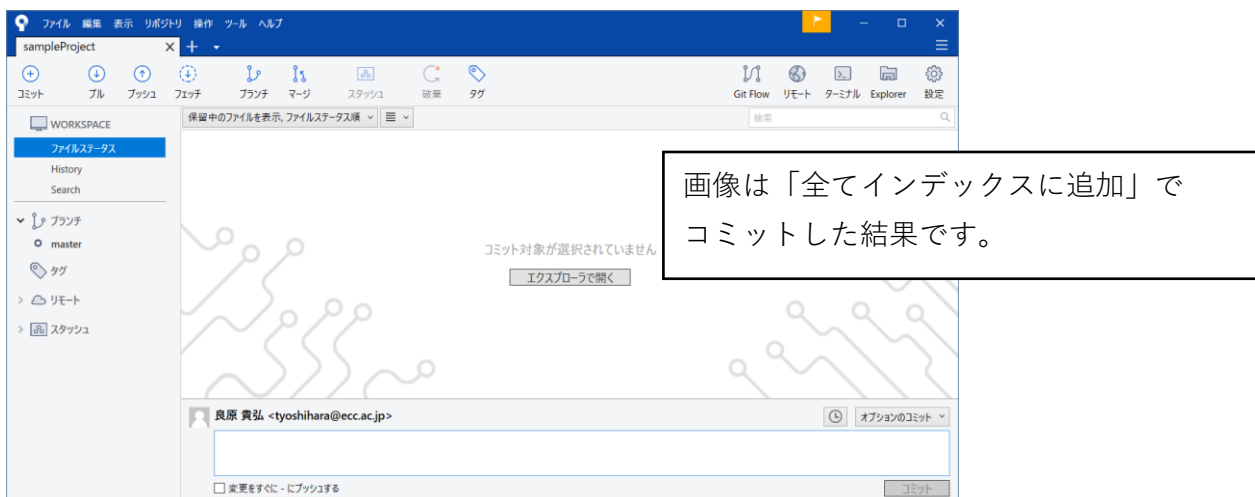 ファイル 編集 表示 リポジトリ 操作 ツール ヘルプ
sampleProject
コミット プル プッシュ フェッチ ブランチ マージ スタッシュ 破棄 タグ Git Flow リモート ターミナル Explorer 設定
WORKSPACE
保留中のファイルを表示, ファイルステータス順
検索
ファイルステータス
History
Search
ブランチ
master
タグ
リモート
スタッシュ
コミット対象が選択されていません
エクスプローラで開く
画像は「全てインデックスに追加」で
コミットした結果です。
良原 貴弘 <tyoshihara@ecc.ac.jp>
オプションのコミット
変更をすぐに - にプッシュする
コミット